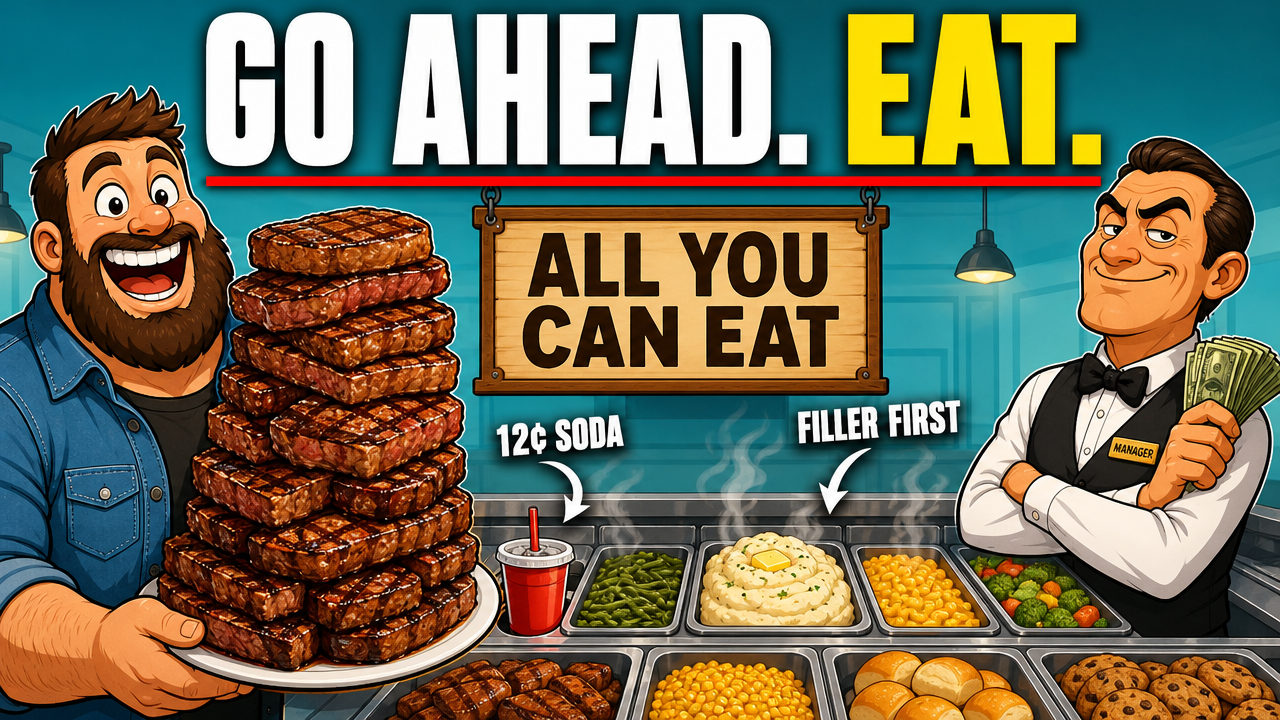 GO AHEAD. EAT.
ALL YOU
CAN EAT
12¢ SODA
FILLER FIRST
MANAGER